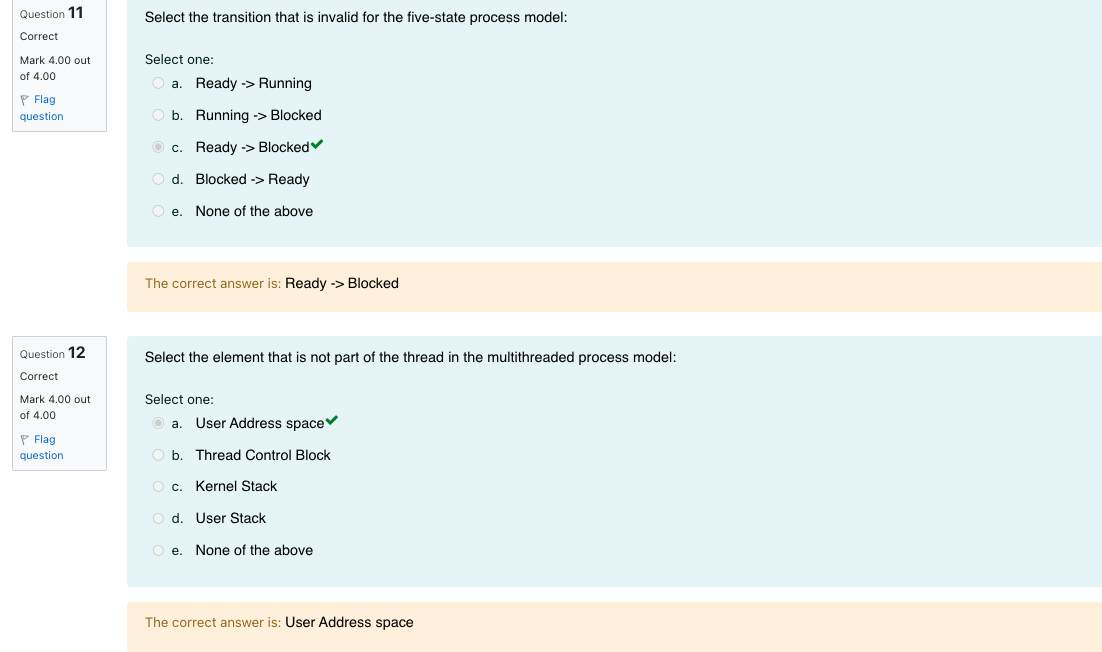 Question 11
Correct
Mark 4.00 out
of 4.00
Flag
question
Select the transition that is invalid for the five-state process model:
Select one:
a. Ready -> Running
b. Running -> Blocked
c. Ready -> Blocked
d. Blocked -> Ready
e. None of the above
The correct answer is: Ready -> Blocked
Question 12
Correct
Mark 4.00 out
of 4.00
Flag
question
Select the element that is not part of the thread in the multithreaded process model:
Select one:
a. User Address space
b. Thread Control Block
c. Kernel Stack
d. User Stack
e. None of the above
The correct answer is: User Address space